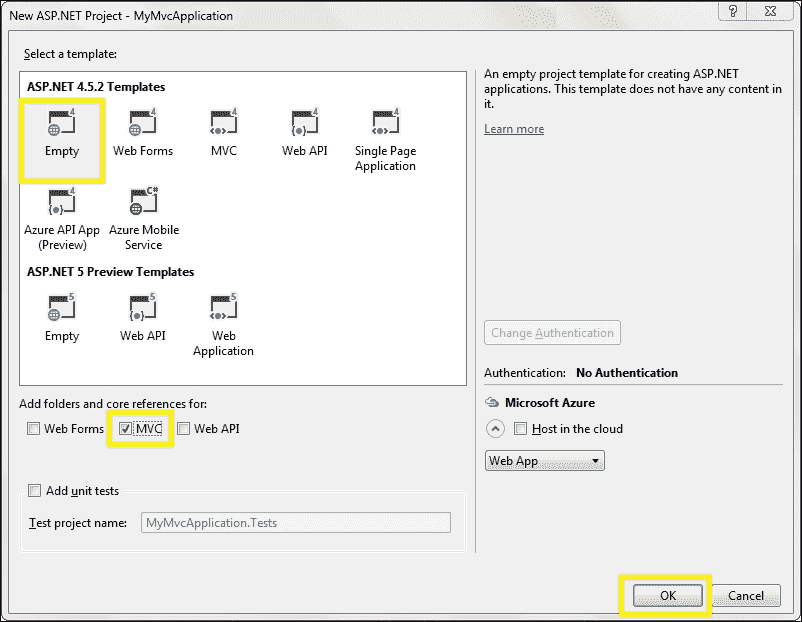 New ASP.NET Project - MyMvcApplication
?
Select a template:
ASP.NET 4.5.2 Templates
4
Empty
4
Web Forms
4
MVC
4
Web API
4
Single Page
Application
4
Azure API App
(Preview)
C#
Azure Mobile
Service
ASP.NET 5 Preview Templates
5
Empty
5
Web API
5
Web
Application
An empty project template for creating ASP.NET
applications. This template does not have any content in
it.
Learn more
Change Authentication
Authentication: No Authentication
Microsoft Azure
Host in the cloud
Web App
Add folders and core references for:
Web Forms MVC Web API
Add unit tests
Test project name: MyMvcApplication.Tests
OK Cancel